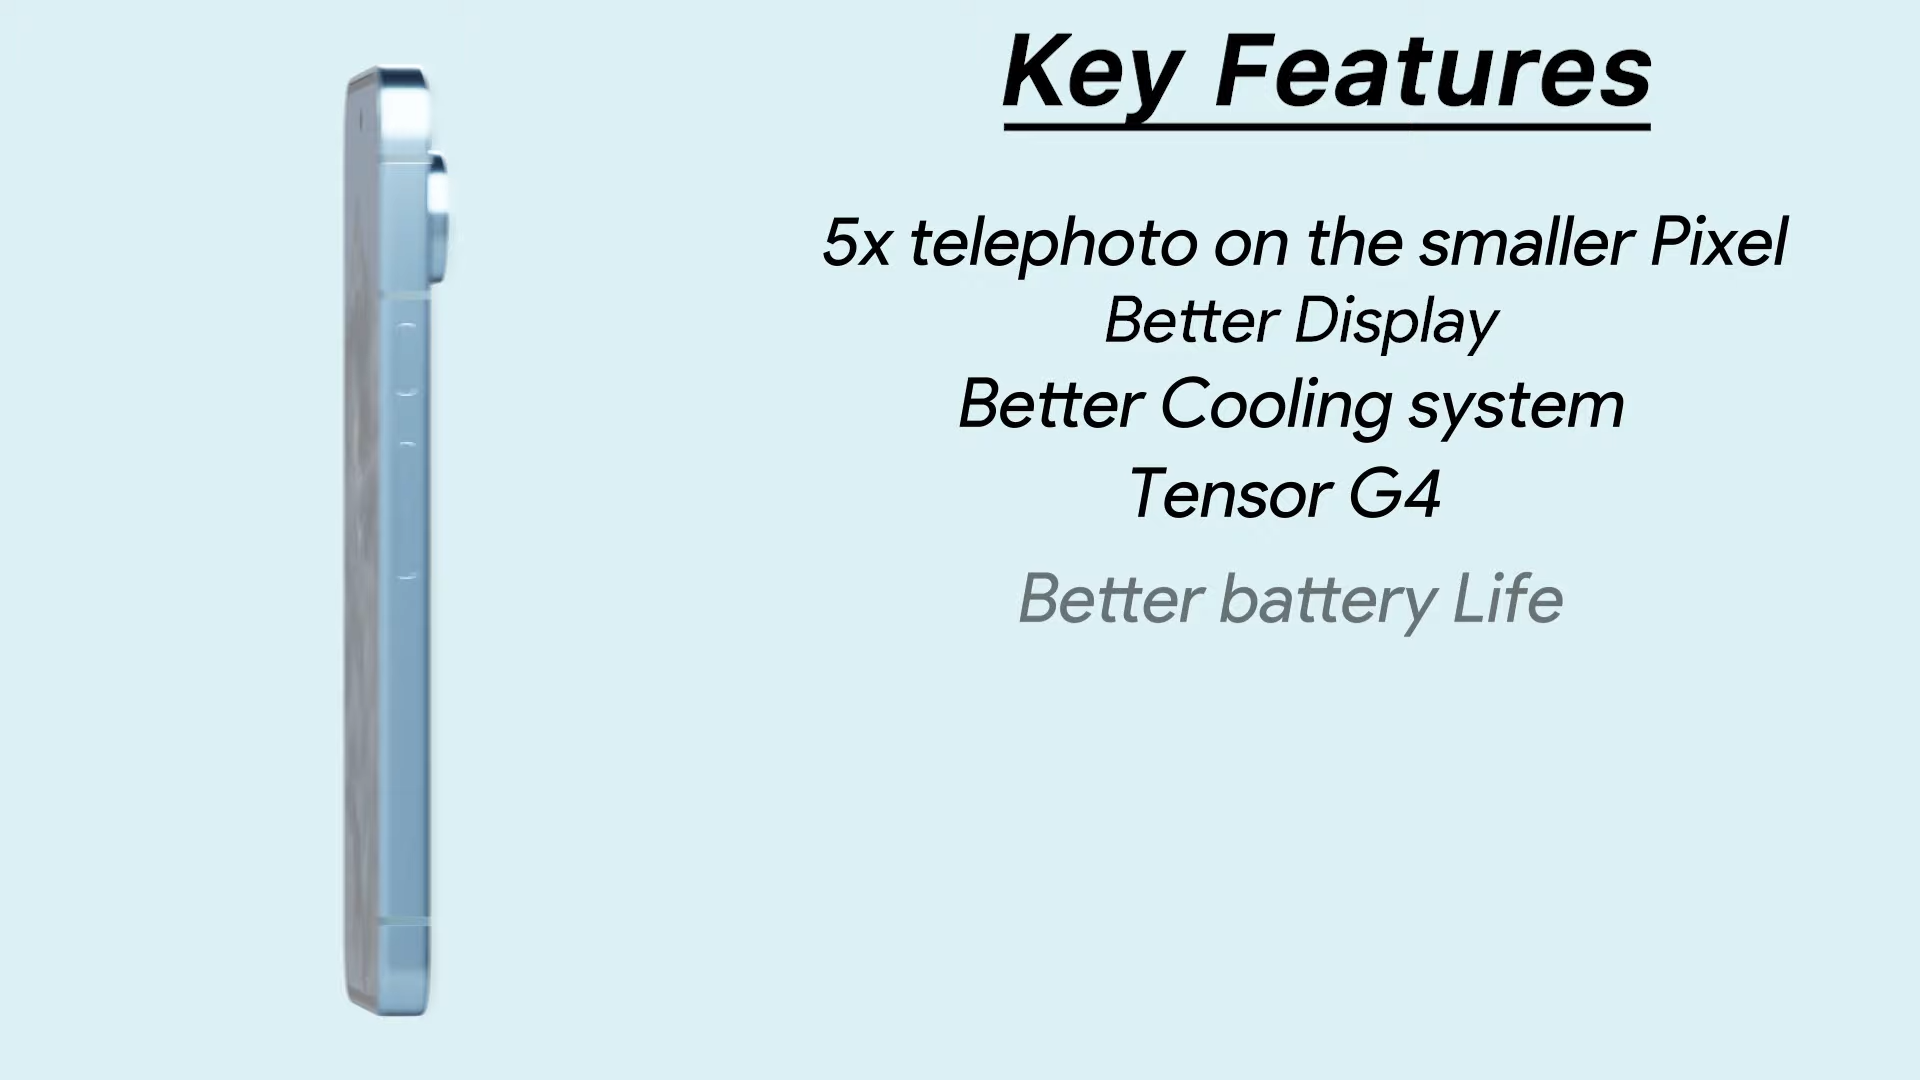 Key Features
5x telephoto on the smaller Pixel
Better Display
Better Cooling system
Tensor G4
Better battery Life